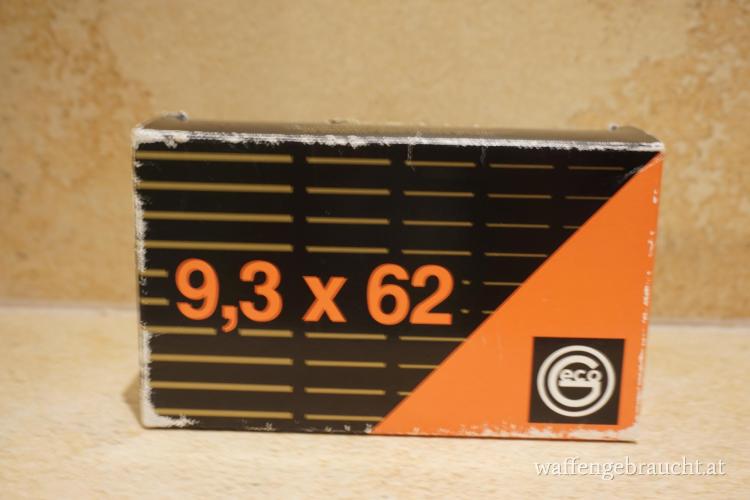 9,3 x 62
Geco
waffengebraucht.at